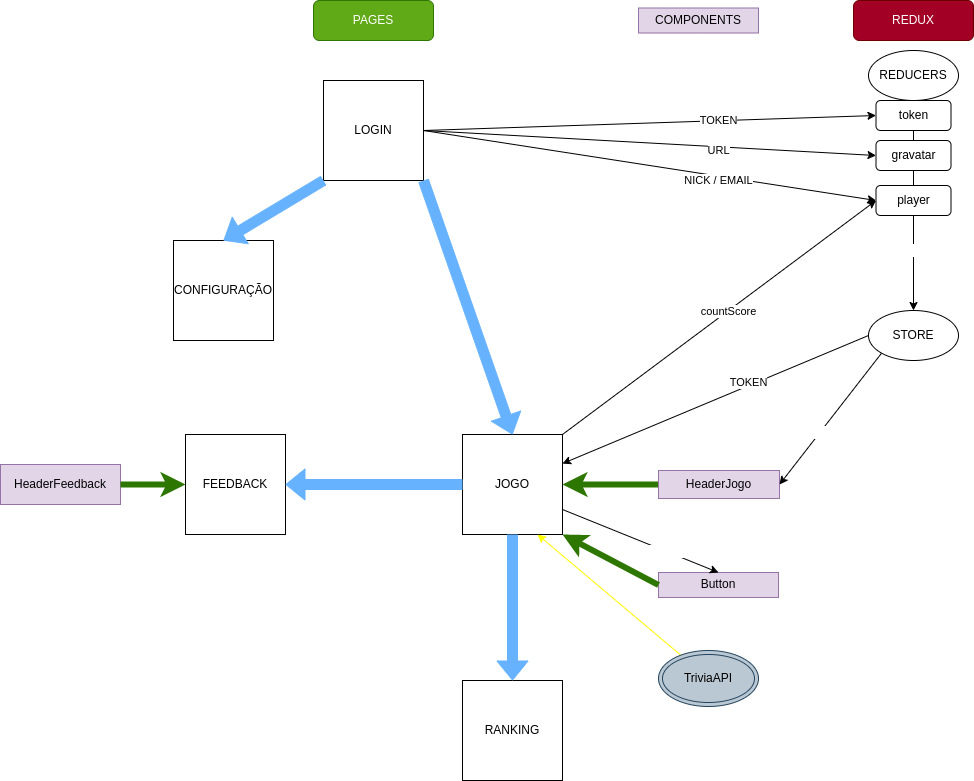 PAGES
COMPONENTS
REDUX
REDUCERS
LOGIN
TOKEN
token
URL
gravatar
NICK / EMAIL
player
CONFIGURAÇÃO
countScore
STORE
TOKEN
HeaderFeedback
FEEDBACK
JOGO
HeaderJogo
Button
TriviaAPI
RANKING